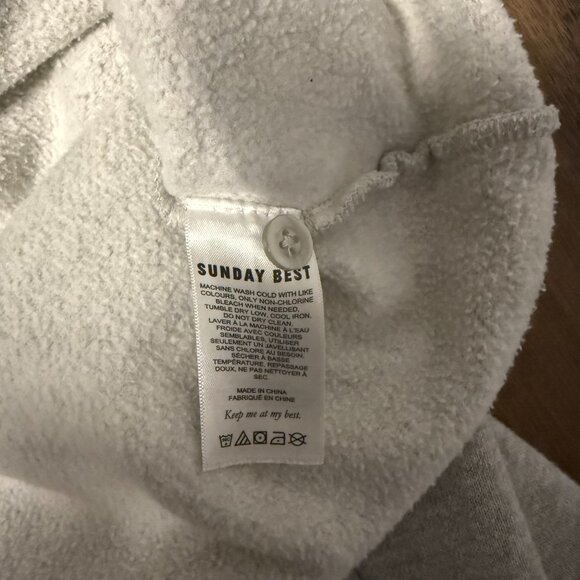 SUNDAY BEST
MACHINE WASH COLD WITH LIKE
COLOURS, ONLY NON-CHLORINE
BLEACH WHEN NEEDED,
TUMBLE DRY LOW, COOL IRON,
DO NOT DRY CLEAN.
LAVER À LA MACHINE À L'EAU
FROIDE AVEC COULEURS
SEMBLABLES, UTILISER
SEULEMENT UN JAVELLISANT
SANS CHLORE AU BESOIN.
SÉCHER À BASSE
TEMPÉRATURE, REPASSAGE
DOUX, NE PAS NETTOYER À
SEC.
MADE IN CHINA
FABRIQUÉ EN CHINE
Keep me at my best.